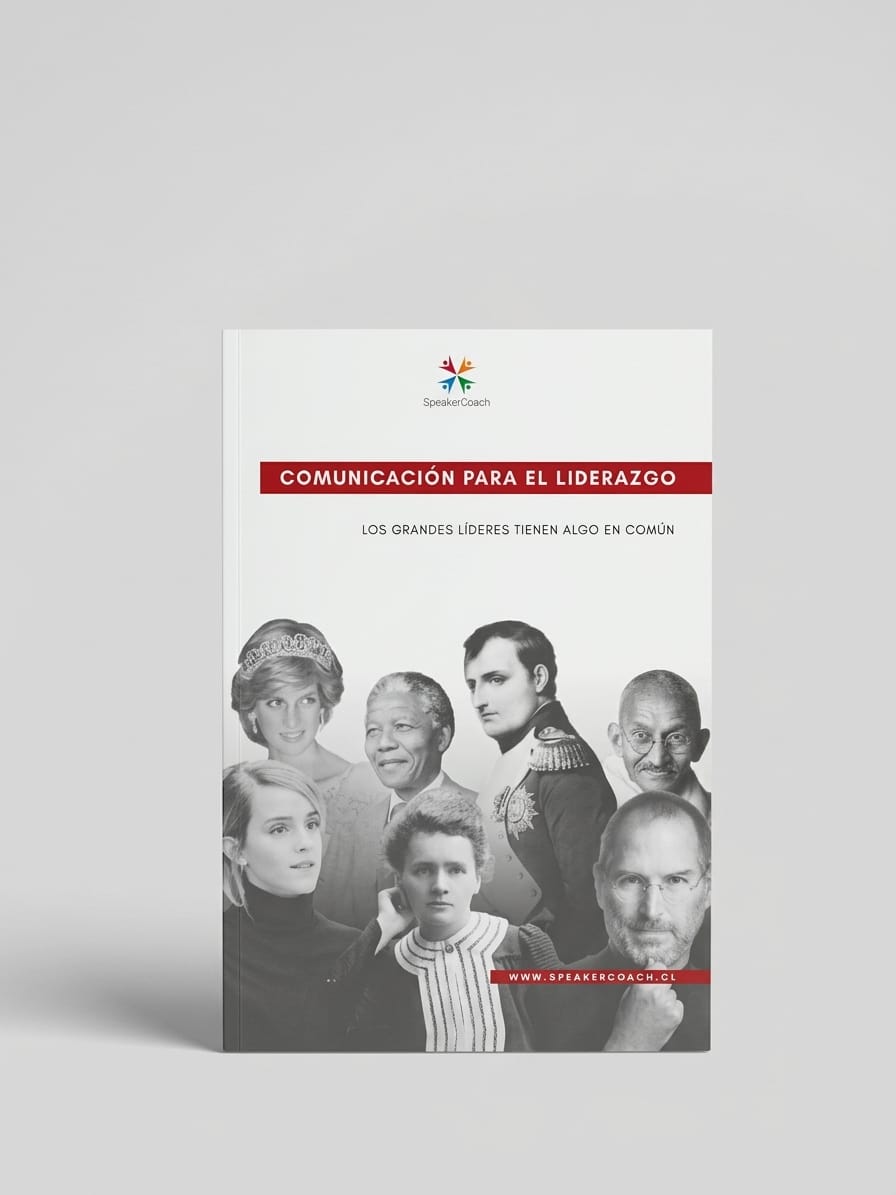 SpeakerCoach
COMUNICACIÓN PARA EL LIDERAZGO
LOS GRANDES LÍDERES TIENEN ALGO EN COMÚN
WWW.SPEAKERCOACH.CL